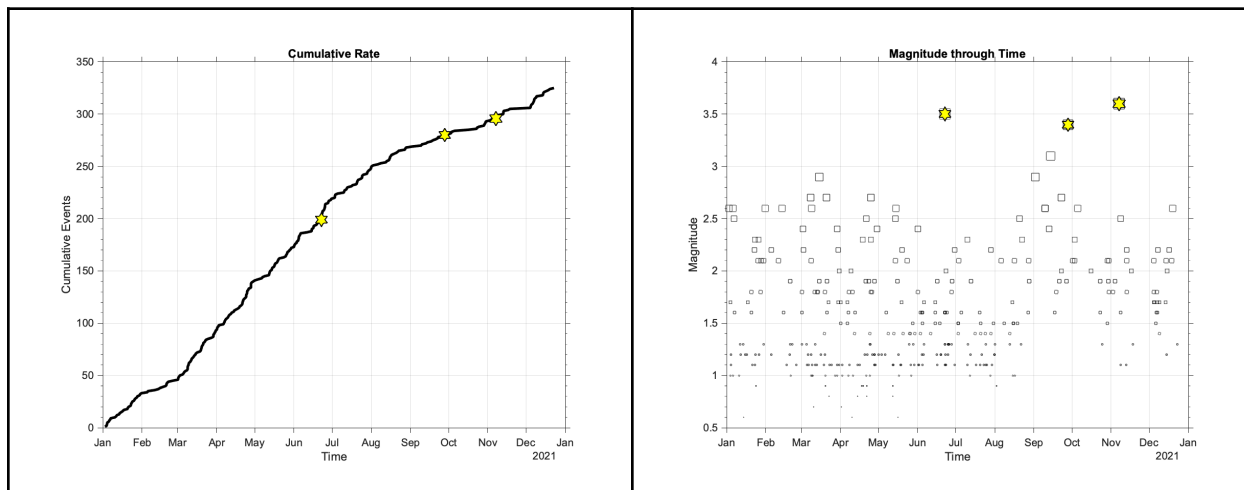 Cumulative Rate
350
300
250
200
150
100
50
0
Cumulative Events
Jan Feb Mar Apr May Jun Jul Aug Sep Oct Nov Dec Jan
Time
2021
Magnitude through Time
4
3.5
3
2.5
2
1.5
1
0.5
Magnitude
Jan Feb Mar Apr May Jun Jul Aug Sep Oct Nov Dec Jan
Time
2021